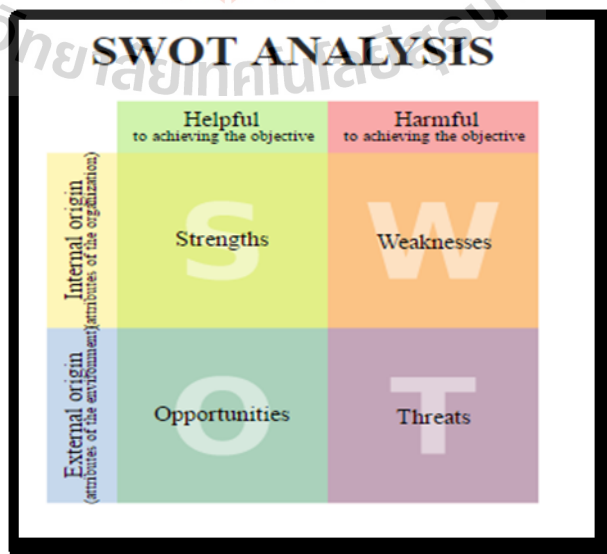 SWOT ANALYSIS
Helpful
to achieving the objective
Harmful
to achieving the objective
Internal origin
(attributes of the organization)
S
Strengths
W
Weaknesses
External origin
(attributes of the environment)
O
Opportunities
T
Threats